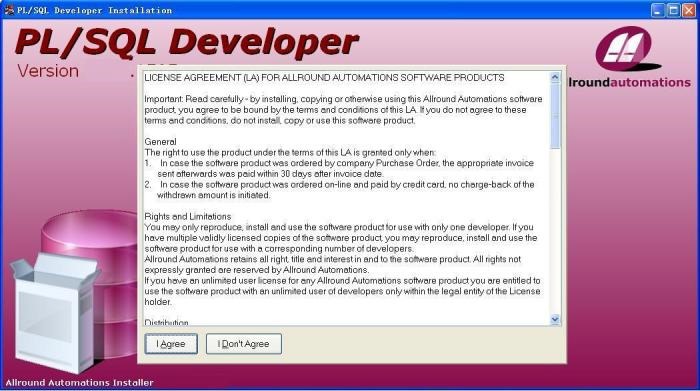 PL/SQL Developer Installation
PL/SQL Developer
Version
lroundautomations
LICENSE AGREEMENT (LA) FOR ALLROUND AUTOMATIONS SOFTWARE PRODUCTS
Important: Read carefully - by installing, copying or otherwise using this Allround Automations software
product, you agree to be bound by the terms and conditions of this LA. If you do not agree to these
terms and conditions, do not install, copy or use this software product.
General
The right to use the product under the terms of this LA is granted only when:
1. In case the software product was ordered by company Purchase Order, the appropriate invoice
sent afterwards was paid within 30 days after invoice date.
2. In case the software product was ordered on-line and paid by credit card, no charge-back of the
withdrawn amount is initiated.
Rights and Limitations
You may only reproduce, install and use the software product for use with only one developer. If you
have multiple validly licensed copies of the software product, you may reproduce, install and use the
software product for use with a corresponding number of developers.
Allround Automations retains all right, title and interest in and to the software product. All rights not
expressly granted are reserved by Allround Automations.
If you have an unlimited user license for any Allround Automations software product you are entitled to
use the software product with an unlimited user of developers only within the legal entity of the License
holder.
Distribution
I Agree
I Don't Agree
Allround Automations Installer